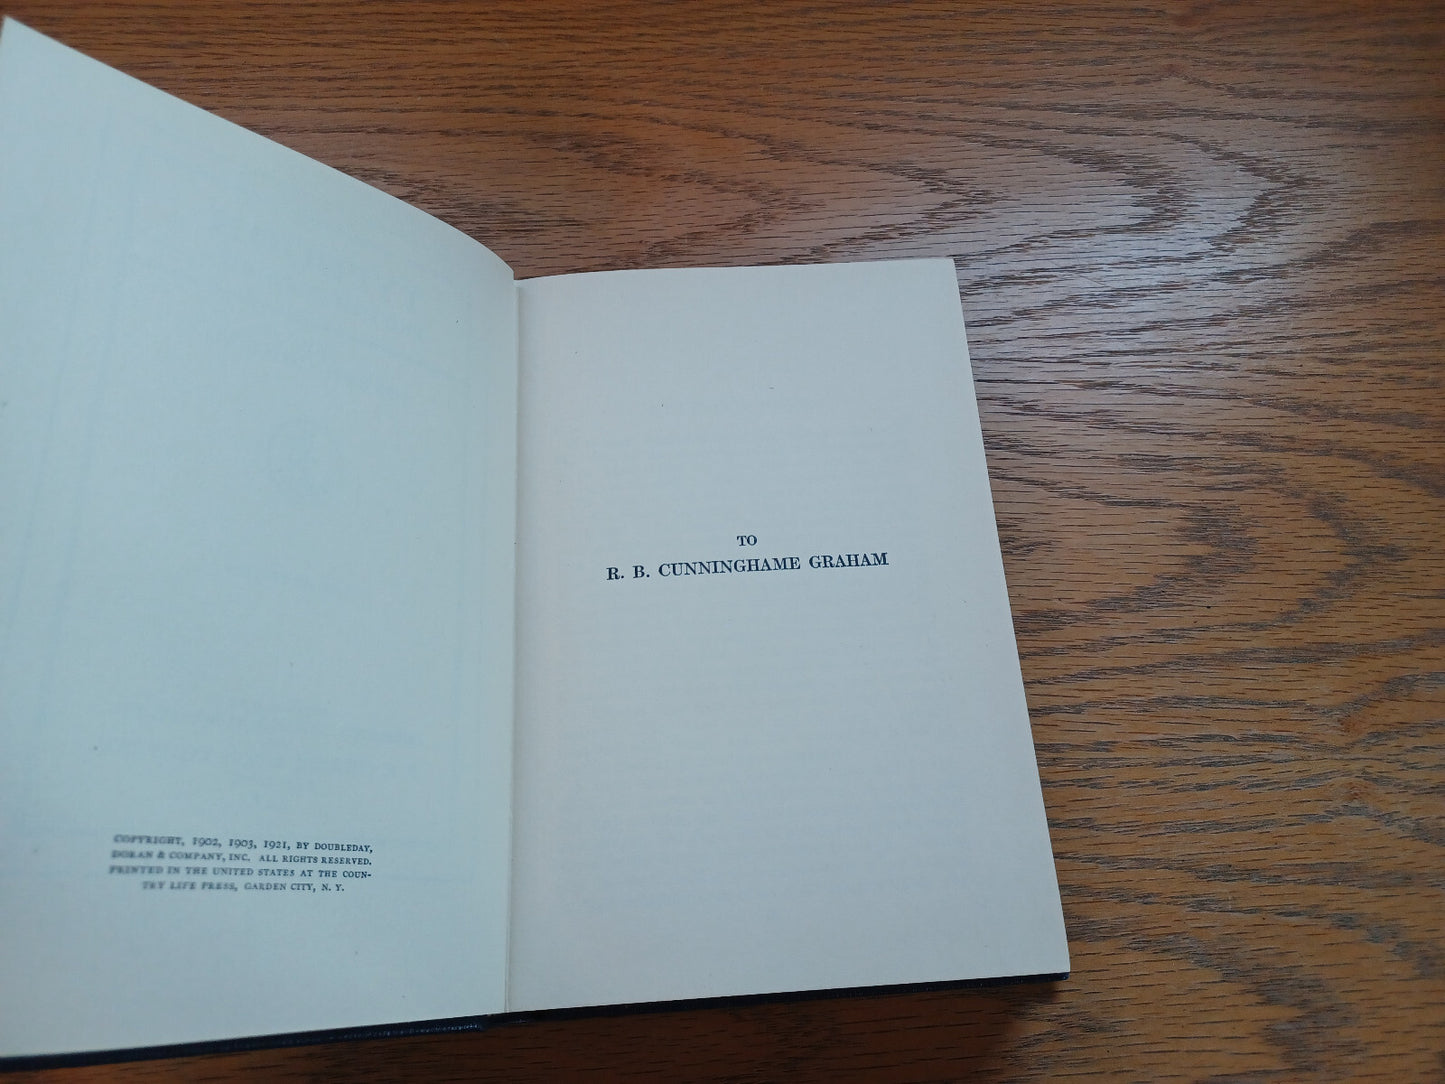 COPYRIGHT, 1902, 1903, 1921, BY DOUBLEDAY,
DORAN & COMPANY, INC. ALL RIGHTS RESERVED.
PRINTED IN THE UNITED STATES AT THE COUN-
TRY LIFE PRESS, GARDEN CITY, N. Y.
TO
R. B. CUNNINGHAME GRAHAM